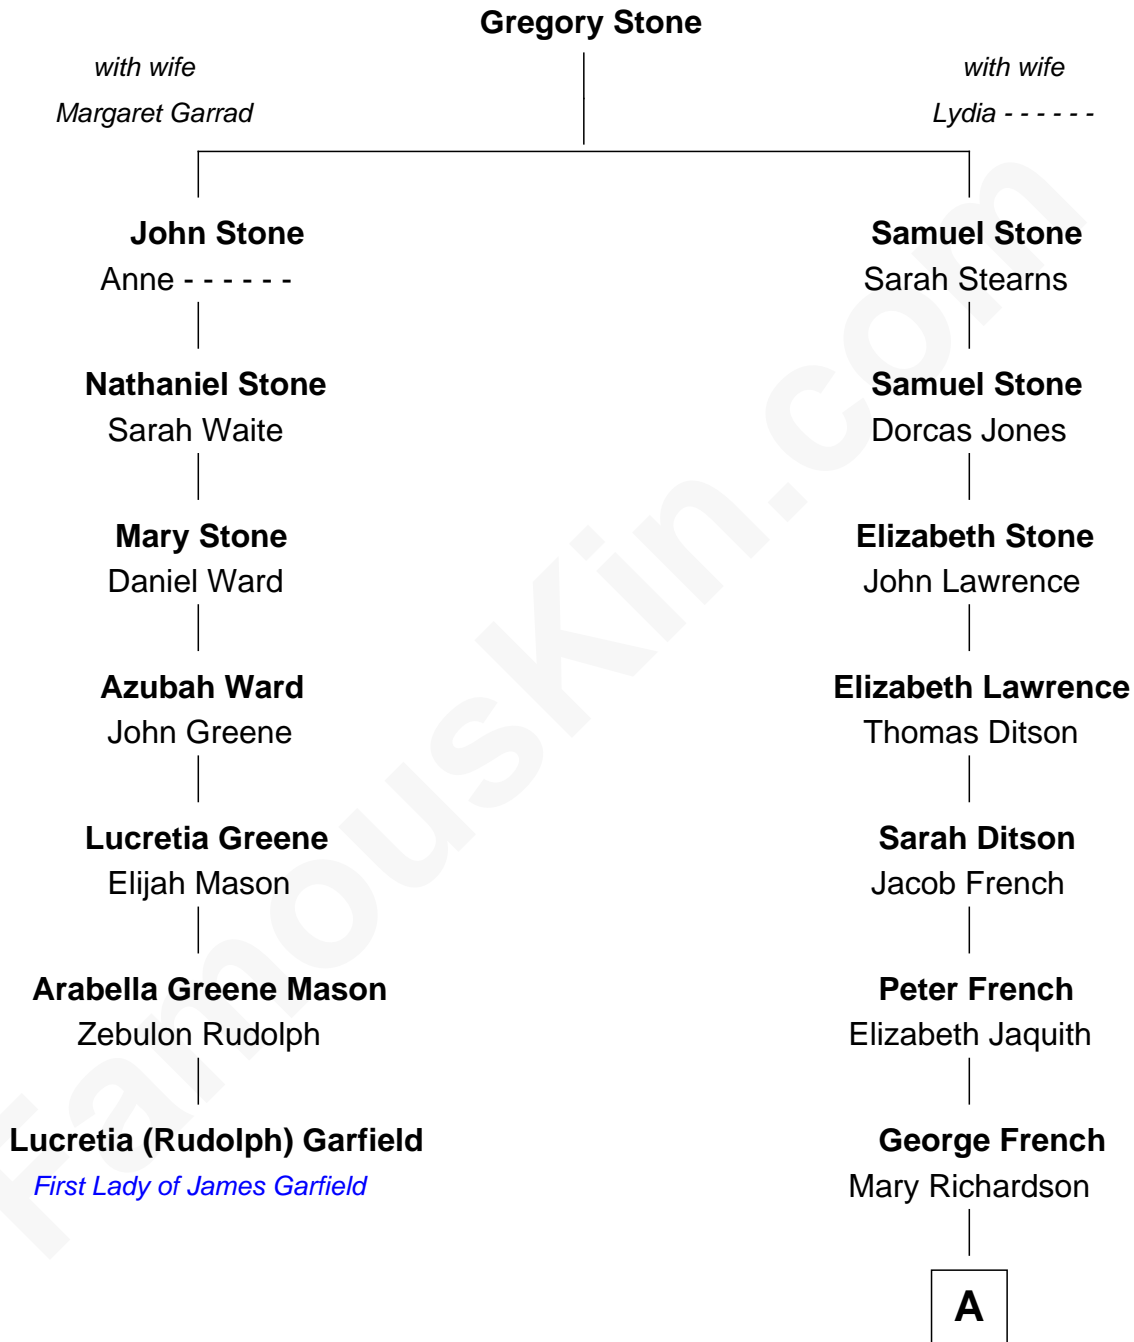 Gregory Stone
with wife
Margaret Garrad
with wife
Lydia - - - - - -
John Stone
Anne - - - - - -
Nathaniel Stone
Sarah Waite
Mary Stone
Daniel Ward
Azubah Ward
John Greene
Lucretia Greene
Elijah Mason
Arabella Greene Mason
Zebulon Rudolph
Lucretia (Rudolph) Garfield
First Lady of James Garfield
Samuel Stone
Sarah Stearns
Samuel Stone
Dorcas Jones
Elizabeth Stone
John Lawrence
Elizabeth Lawrence
Thomas Ditson
Sarah Ditson
Jacob French
Peter French
Elizabeth Jaquith
George French
Mary Richardson
A
FamousKin.com